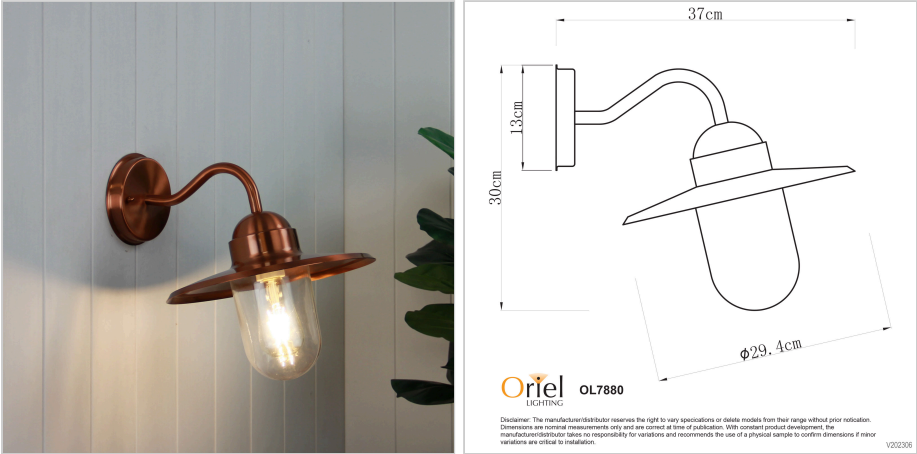 37cm
13cm
30cm
ϕ29.4cm
Oriel
LIGHTING
OL7880
Disclaimer: The manufacturer/distributor reserves the right to vary specications or delete models from their range without prior notication.
Dimensions are nominal measurements only and are correct at time of publication. With constant product development, the
manufacturer/distributor takes no responsibility for variations and recommends the use of a physical sample to confirm dimensions if minor
variations are critical to installation.
V202306